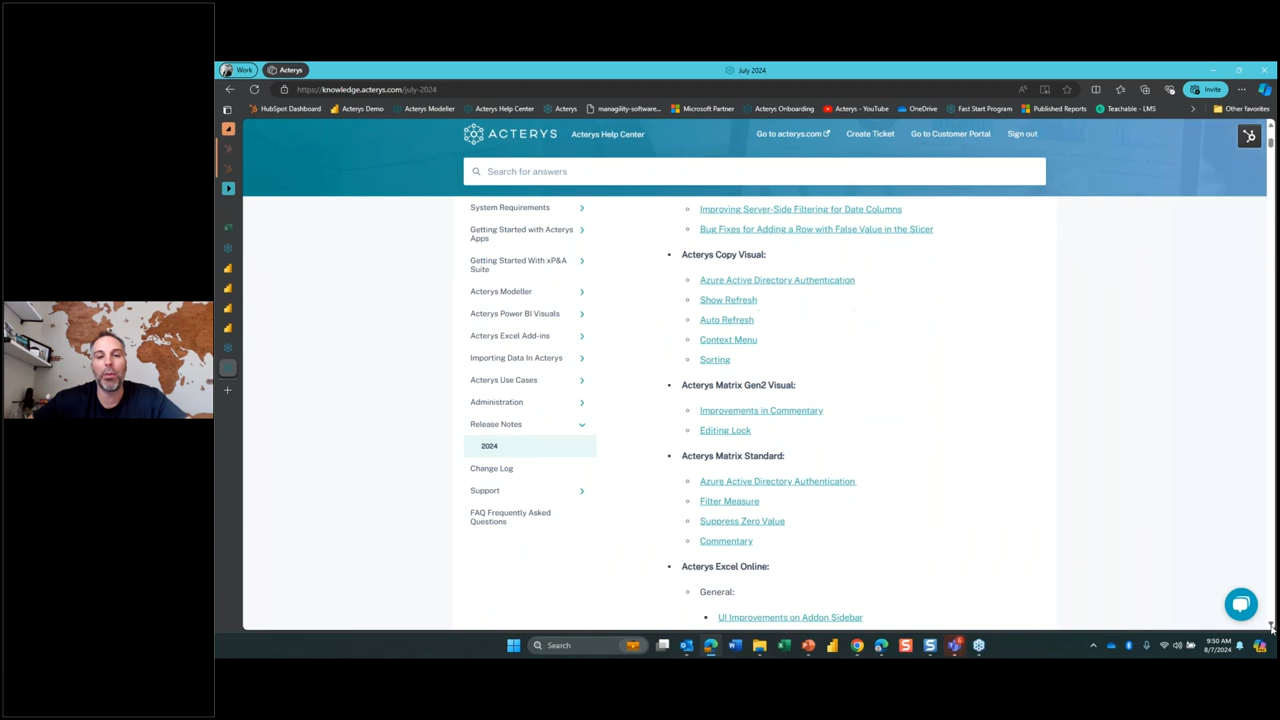 Work
Acterys
July 2024
https://knowledge.acterys.com/july-2024
Invite
HubSpot Dashboard
Acterys Demo
Acterys Modeller
Acterys Help Center
Acterys
managility-software...
Microsoft Partner
Acterys Onboarding
Acterys - YouTube
OneDrive
Fast Start Program
Published Reports
Teachable - LMS
Other favorites
ACTERYS
Acterys Help Center
Go to acterys.com
Create Ticket
Go to Customer Portal
Sign out
Search for answers
System Requirements
Getting Started with Acterys
Apps
Getting Started With xP&A
Suite
Acterys Modeller
Acterys Power BI Visuals
Acterys Excel Add-ins
Importing Data In Acterys
Acterys Use Cases
Administration
Release Notes
2024
Change Log
Support
FAQ Frequently Asked
Questions
Improving Server-Side Filtering for Date Columns
Bug Fixes for Adding a Row with False Value in the Slicer
Acterys Copy Visual:
Azure Active Directory Authentication
Show Refresh
Auto Refresh
Context Menu
Sorting
Acterys Matrix Gen2 Visual:
Improvements in Commentary
Editing Lock
Acterys Matrix Standard:
Azure Active Directory Authentication
Filter Measure
Suppress Zero Value
Commentary
Acterys Excel Online:
General:
UI Improvements on Addon Sidebar
Search
9:50 AM
8/7/2024